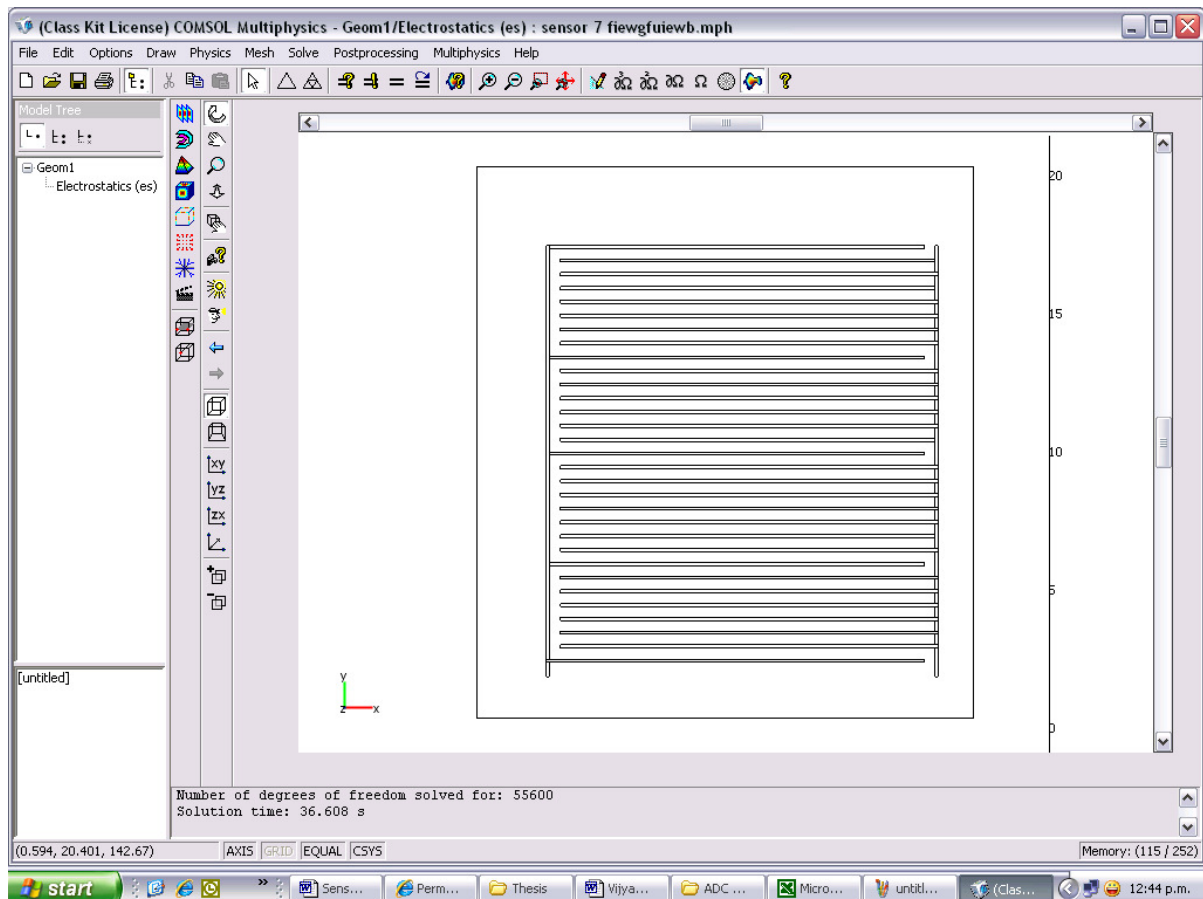 (Class Kit License) COMSOL Multiphysics - Geom1/Electrostatics (es) : sensor 7 fiewgfuiewb.mph
File Edit Options Draw Physics Mesh Solve Postprocessing Multiphysics Help
Model Tree
Geom1
Electrostatics (es)
20
15
10
5
0
xy
yz
zx
y
z x
[untitled]
Number of degrees of freedom solved for: 55600
Solution time: 36.608 s
(0.594, 20.401, 142.67) AXIS GRID EQUAL CSYS Memory: (115 / 252)
start Sens... Perm... Thesis Vijya... ADC ... Micro... untitl... (Clas... 12:44 p.m.